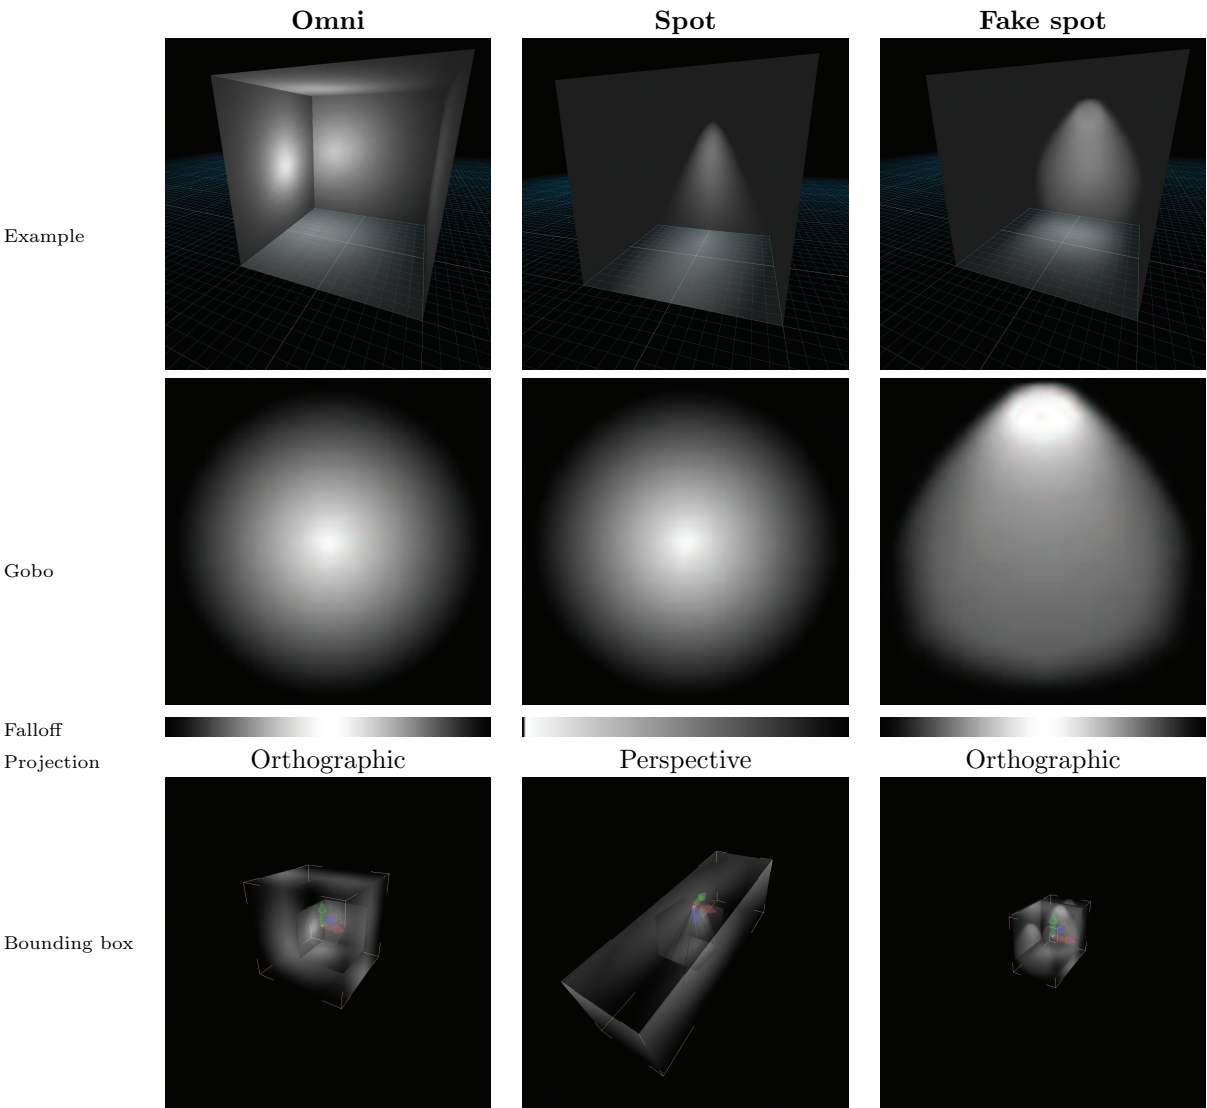 Omni Spot Fake spot
Example
Gobo
Falloff
Projection Orthographic Perspective Orthographic
Bounding box